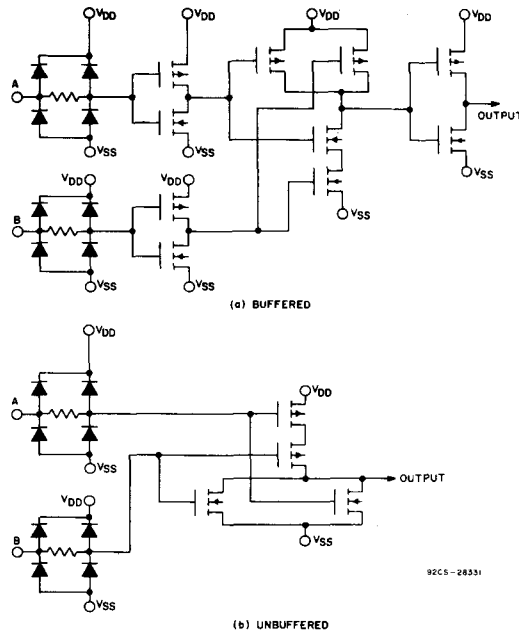 VDD VDD VDD VDD
A
OUTPUT
VSS VSS
VDD VDD VSS
B
VSS
VSS VSS
(a) BUFFERED
VDD
A
VDD
VSS
OUTPUT
VDD
B
VSS
VSS
92CS-28331
(b) UNBUFFERED